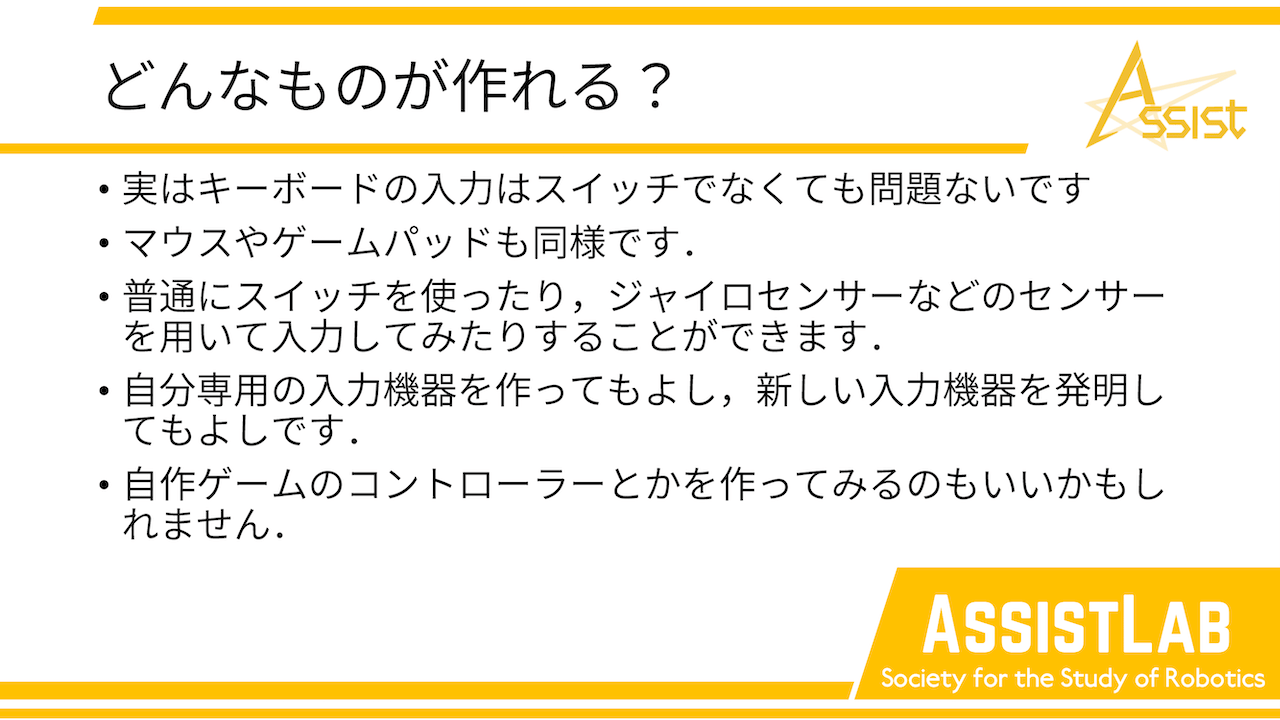 どんなものが作れる？
Assist
• 実はキーボードの入力はスイッチでなくても問題ないです
• マウスやゲームパッドも同様です．
• 普通にスイッチを使ったり，ジャイロセンサーなどのセンサー
を用いて入力してみたりすることができます．
• 自分専用の入力機器を作ってもよし，新しい入力機器を発明し
てもよしです．
• 自作ゲームのコントローラーとかを作ってみるのもいいかもし
れません．
AssistLab
Society for the Study of Robotics